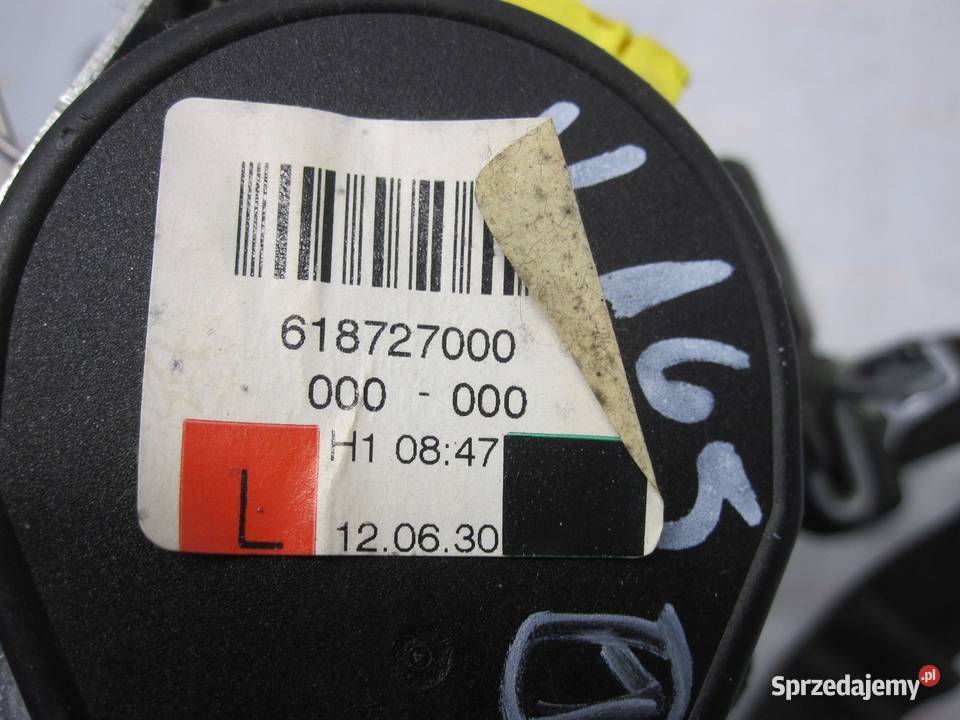 618727000
000 - 000
H1 08:47
L
12.06.30
Sprzedajemy.pl